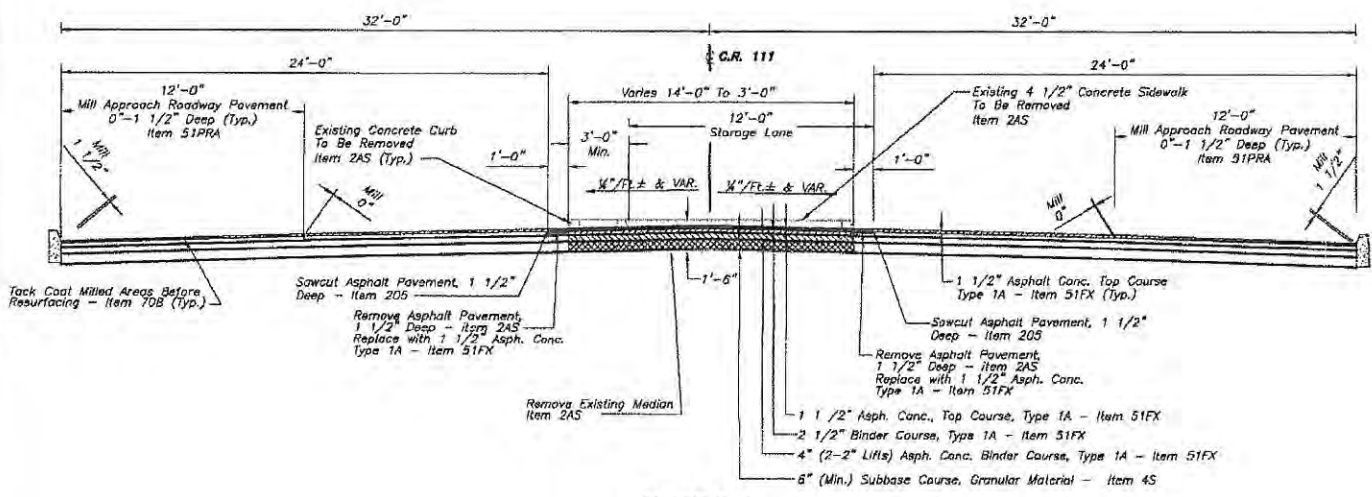 32'-0"
32'-0"
℄ C.R. 111
24'-0"
24'-0"
12'-0"
Mill Approach Roadway Pavement
0"-1 1/2" Deep (Typ.)
Item 51PRA
Mill
1 1/2"
Existing Concrete Curb
To Be Removed
Item 2AS (Typ.)
Mill
0"
1'-0"
Varies 14'-0" To 3'-0"
3'-0"
Min.
12'-0"
Storage Lane
¼"/Ft.± & VAR.
¼"/Ft.± & VAR.
Existing 4 1/2" Concrete Sidewalk
To Be Removed
Item 2AS
1'-0"
12'-0"
Mill Approach Roadway Pavement
0"-1 1/2" Deep (Typ.)
Item 51PRA
Mill
0"
Mill
1 1/2"
Tack Coat Milled Areas Before
Resurfacing - Item 70B (Typ.)
Sawcut Asphalt Pavement, 1 1/2"
Deep - Item 205
Remove Asphalt Pavement,
1 1/2" Deep - Item 2AS
Replace with 1 1/2" Asph. Conc.
Type 1A - Item 51FX
1'-6"
Remove Existing Median
Item 2AS
1 1/2" Asphalt Conc. Top Course
Type 1A - Item 51FX (Typ.)
Sawcut Asphalt Pavement, 1 1/2"
Deep - Item 205
Remove Asphalt Pavement,
1 1/2" Deep - Item 2AS
Replace with 1 1/2" Asph. Conc.
Type 1A - Item 51FX
1 1/2" Asph. Conc., Top Course, Type 1A - Item 51FX
2 1/2" Binder Course, Type 1A - Item 51FX
4" (2-2" Lifts) Asph. Conc. Binder Course, Type 1A - Item 51FX
6" (Min.) Subbase Course, Granular Material - Item 4S